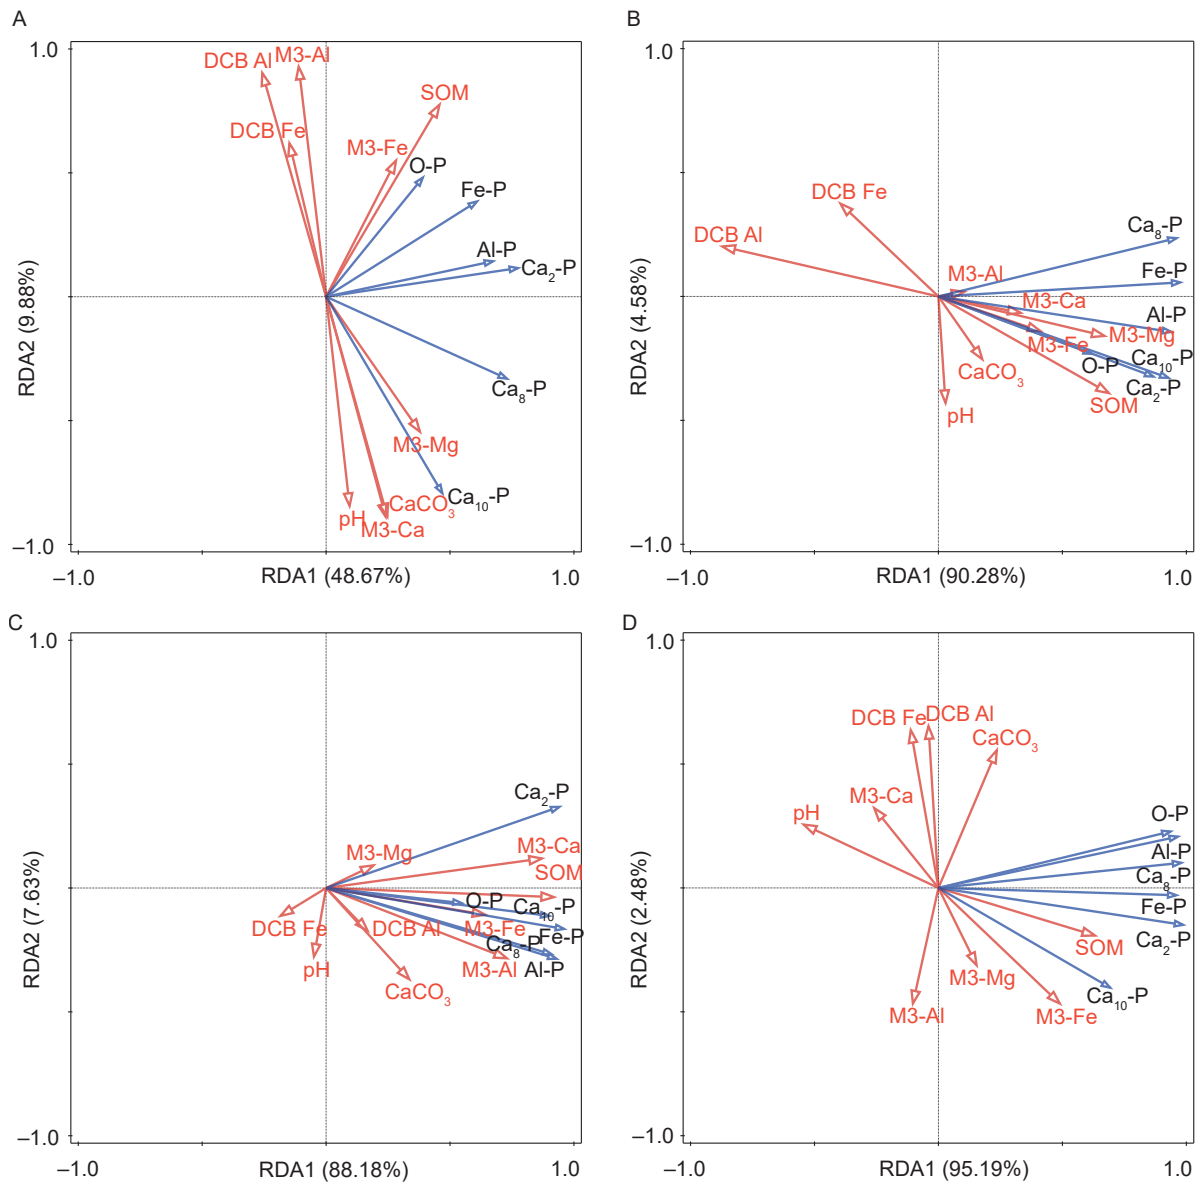 A
1.0
DCB Al M3-Al
SOM
DCB Fe
M3-Fe
O-P
Fe-P
Al-P
Ca2-P
Ca8-P
M3-Mg
CaCO3
Ca10-P
pH
M3-Ca
–1.0
RDA2 (9.88%)
–1.0
RDA1 (48.67%)
1.0
B
1.0
DCB Fe
Ca8-P
DCB Al
M3-Al
Fe-P
M3-Ca
Al-P
M3-Mg
M3-Fe
O-P
Ca10-P
CaCO3
Ca2-P
SOM
pH
–1.0
RDA2 (4.58%)
–1.0
RDA1 (90.28%)
1.0
C
1.0
Ca2-P
M3-Mg
M3-Ca
SOM
O-P
Ca10-P
DCB Fe
DCB Al
M3-Fe
Fe-P
Ca8-P
pH
M3-Al
Al-P
CaCO3
–1.0
RDA2 (7.63%)
–1.0
RDA1 (88.18%)
1.0
D
1.0
DCB Fe
DCB Al
CaCO3
M3-Ca
pH
O-P
Al-P
Ca8-P
Fe-P
SOM
Ca2-P
M3-Mg
Ca10-P
M3-Al
M3-Fe
–1.0
RDA2 (2.48%)
–1.0
RDA1 (95.19%)
1.0